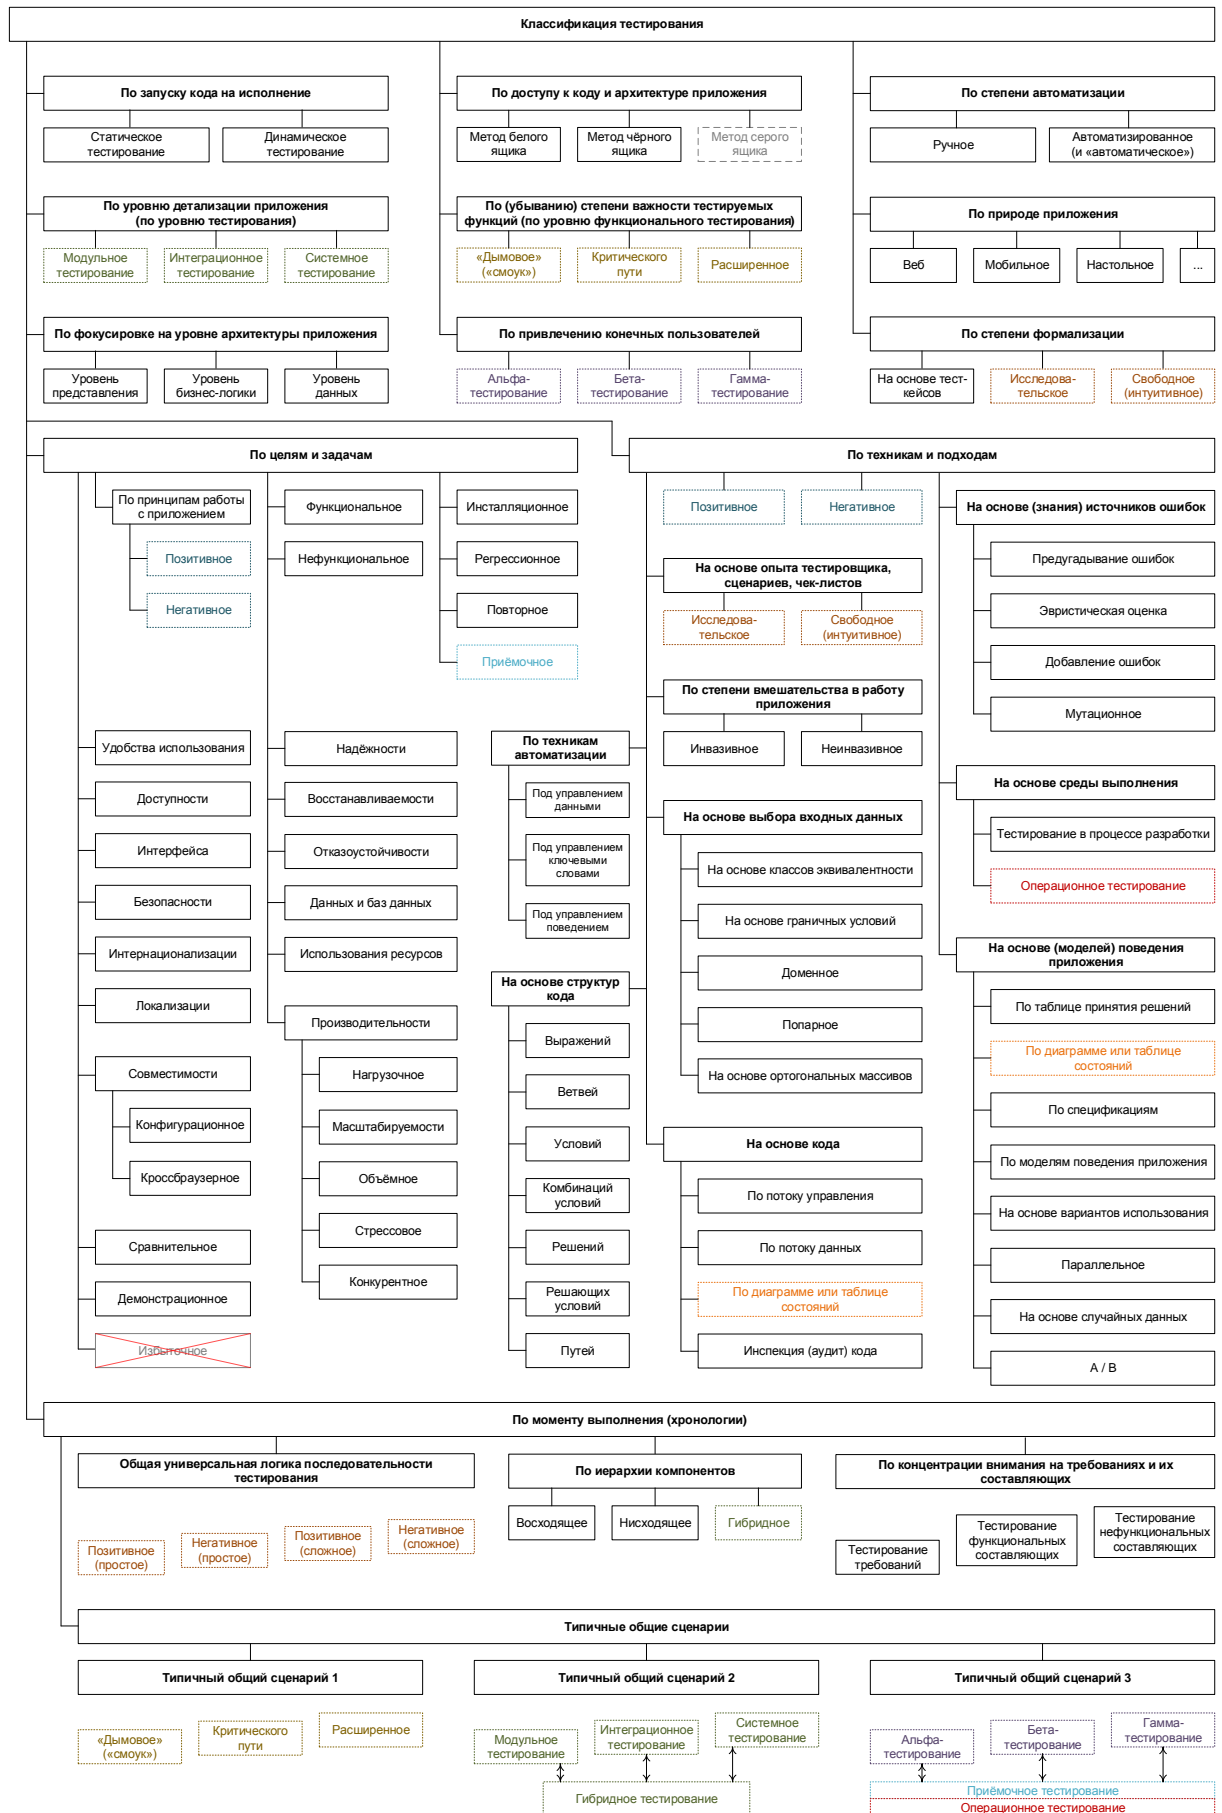 Классификация тестирования
По запуску кода на исполнение
Статическое
тестирование
Динамическое
тестирование
По доступу к коду и архитектуре приложения
Метод белого
ящика
Метод чёрного
ящика
Метод серого
ящика
По степени автоматизации
Ручное
Автоматизированное
(и «автоматическое»)
По уровню детализации приложения
(по уровню тестирования)
Модульное
тестирование
Интеграционное
тестирование
Системное
тестирование
По (убыванию) степени важности тестируемых
функций (по уровню функционального тестирования)
«Дымовое»
(«смоук»)
Критического
пути
Расширенное
По природе приложения
Веб
Мобильное
Настольное
...
По фокусировке на уровне архитектуры приложения
Уровень
представления
Уровень
бизнес-логики
Уровень
данных
По привлечению конечных пользователей
Альфа-
тестирование
Бета-
тестирование
Гамма-
тестирование
По степени формализации
На основе тест-
кейсов
Исследова-
тельское
Свободное
(интуитивное)
По целям и задачам
По принципам работы
с приложением
Позитивное
Негативное
Функциональное
Нефункциональное
Инсталляционное
Регрессионное
Повторное
Приёмочное
Удобства использования
Доступности
Интерфейса
Безопасности
Интернационализации
Локализации
Совместимости
Конфигурационное
Кроссбраузерное
Сравнительное
Демонстрационное
Избыточное
Надёжности
Восстанавливаемости
Отказоустойчивости
Данных и баз данных
Использования ресурсов
Производительности
Нагрузочное
Масштабируемости
Объёмное
Стрессовое
Конкурентное
По техникам и подходам
Позитивное
Негативное
На основе опыта тестировщика,
сценариев, чек-листов
Исследова-
тельское
Свободное
(интуитивное)
По степени вмешательства в работу
приложения
Инвазивное
Неинвазивное
По техникам
автоматизации
Под управлением
данными
Под управлением
ключевыми
словами
Под управлением
поведением
На основе выбора входных данных
На основе классов эквивалентности
На основе граничных условий
Доменное
Попарное
На основе ортогональных массивов
На основе структур
кода
Выражений
Ветвей
Условий
Комбинаций
условий
Решений
Решающих
условий
Путей
На основе кода
По потоку управления
По потоку данных
По диаграмме или таблице
состояний
Инспекция (аудит) кода
На основе (знания) источников ошибок
Предугадывание ошибок
Эвристическая оценка
Добавление ошибок
Мутационное
На основе среды выполнения
Тестирование в процессе разработки
Операционное тестирование
На основе (моделей) поведения
приложения
По таблице принятия решений
По диаграмме или таблице
состояний
По спецификациям
По моделям поведения приложения
На основе вариантов использования
Параллельное
На основе случайных данных
A / B
По моменту выполнения (хронологии)
Общая универсальная логика последовательности
тестирования
Позитивное
(простое)
Негативное
(простое)
Позитивное
(сложное)
Негативное
(сложное)
По иерархии компонентов
Восходящее
Нисходящее
Гибридное
По концентрации внимания на требованиях и их
составляющих
Тестирование
требований
Тестирование
функциональных
составляющих
Тестирование
нефункциональных
составляющих
Типичные общие сценарии
Типичный общий сценарий 1
«Дымовое»
(«смоук»)
Критического
пути
Расширенное
Типичный общий сценарий 2
Модульное
тестирование
Интеграционное
тестирование
Системное
тестирование
Гибридное тестирование
Типичный общий сценарий 3
Альфа-
тестирование
Бета-
тестирование
Гамма-
тестирование
Приёмочное тестирование
Операционное тестирование